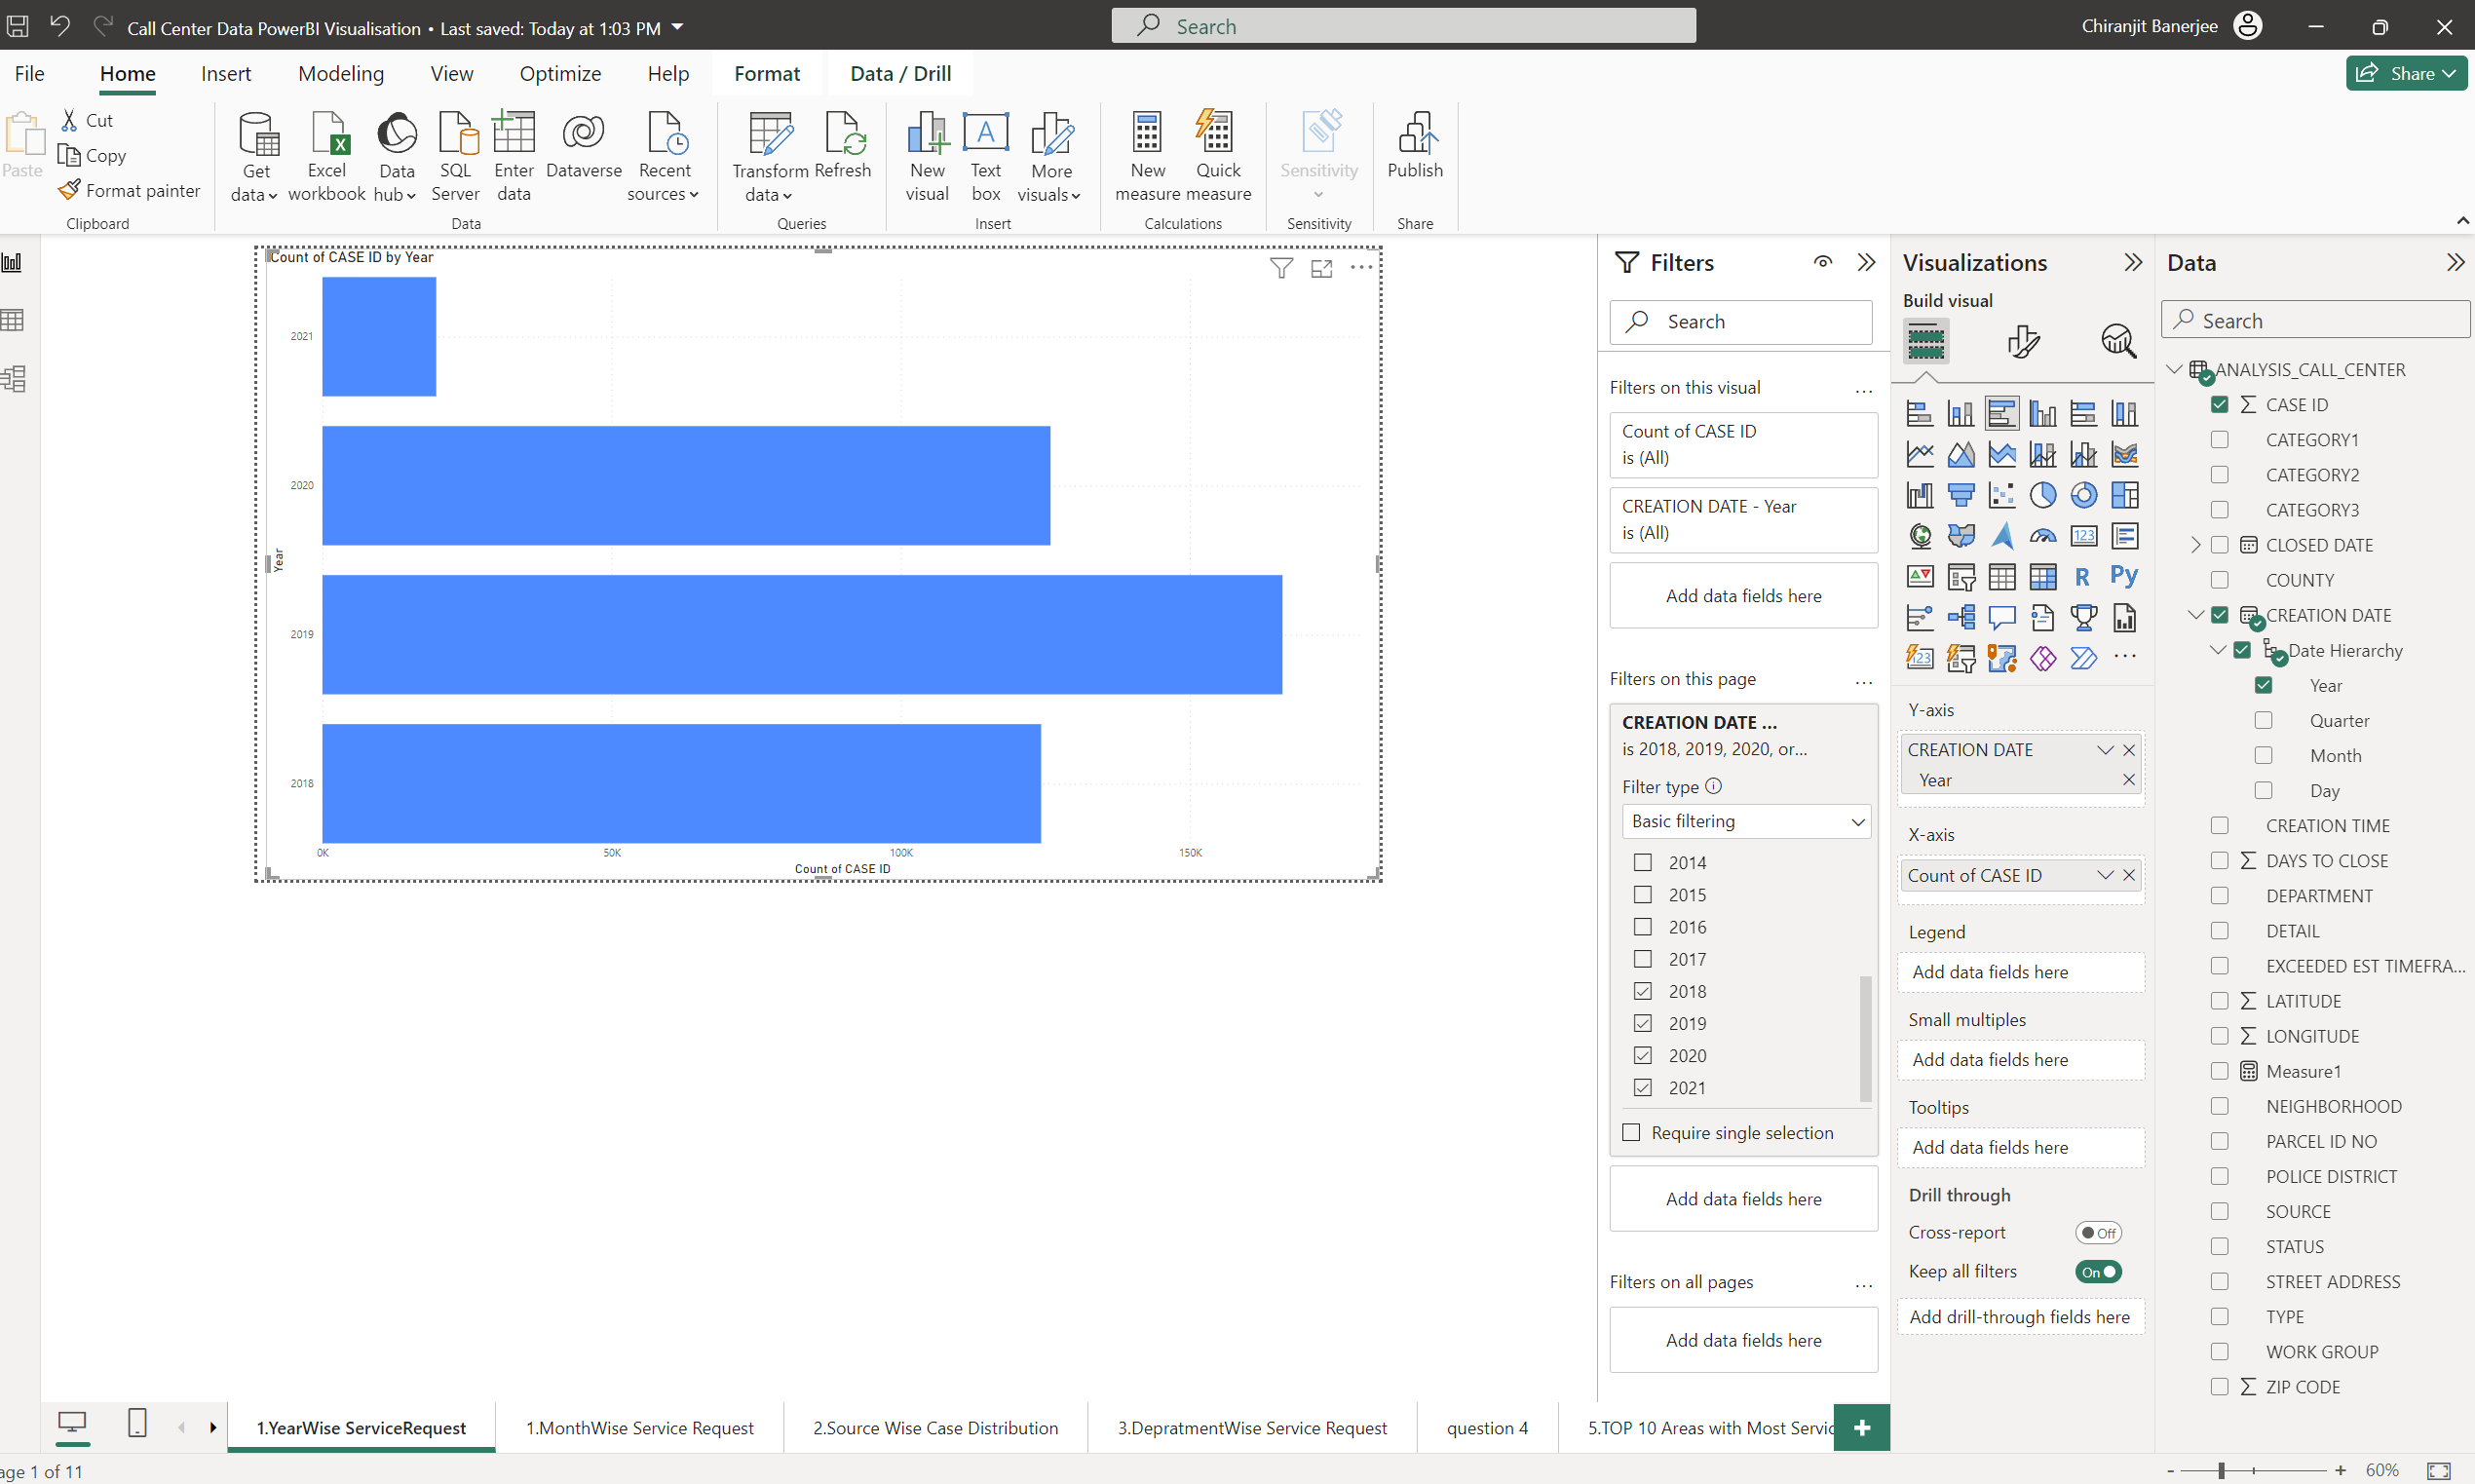 Call Center Data PowerBI Visualisation • Last saved: Today at 1:03 PM
Search
Chiranjit Banerjee
File
Home
Insert
Modeling
View
Optimize
Help
Format
Data / Drill
Share
Paste
Cut
Copy
Format painter
Clipboard
Get
data
Excel
workbook
Data
hub
SQL
Server
Enter
data
Dataverse
Recent
sources
Data
Transform
data
Refresh
Queries
New
visual
Text
box
More
visuals
Insert
New
measure
Quick
measure
Calculations
Sensitivity
Sensitivity
Publish
Share
Count of CASE ID by Year
2021
2020
2019
2018
Year
0K
50K
100K
150K
Count of CASE ID
Filters
Search
Filters on this visual
...
Count of CASE ID
is (All)
CREATION DATE - Year
is (All)
Add data fields here
Filters on this page
...
CREATION DATE ...
is 2018, 2019, 2020, or...
Filter type
Basic filtering
2014
2015
2016
2017
2018
2019
2020
2021
Require single selection
Add data fields here
Filters on all pages
...
Add data fields here
Visualizations
Build visual
123
R
Py
123
...
Y-axis
CREATION DATE
Year
X-axis
Count of CASE ID
Legend
Add data fields here
Small multiples
Add data fields here
Tooltips
Add data fields here
Drill through
Cross-report
Off
Keep all filters
On
Add drill-through fields here
Data
Search
ANALYSIS_CALL_CENTER
CASE ID
CATEGORY1
CATEGORY2
CATEGORY3
CLOSED DATE
COUNTY
CREATION DATE
Date Hierarchy
Year
Quarter
Month
Day
CREATION TIME
DAYS TO CLOSE
DEPARTMENT
DETAIL
EXCEEDED EST TIMEFRA...
LATITUDE
LONGITUDE
Measure1
NEIGHBORHOOD
PARCEL ID NO
POLICE DISTRICT
SOURCE
STATUS
STREET ADDRESS
TYPE
WORK GROUP
ZIP CODE
1.YearWise ServiceRequest
1.MonthWise Service Request
2.Source Wise Case Distribution
3.DepratmentWise Service Request
question 4
5.TOP 10 Areas with Most Servic
age 1 of 11
- + 60%